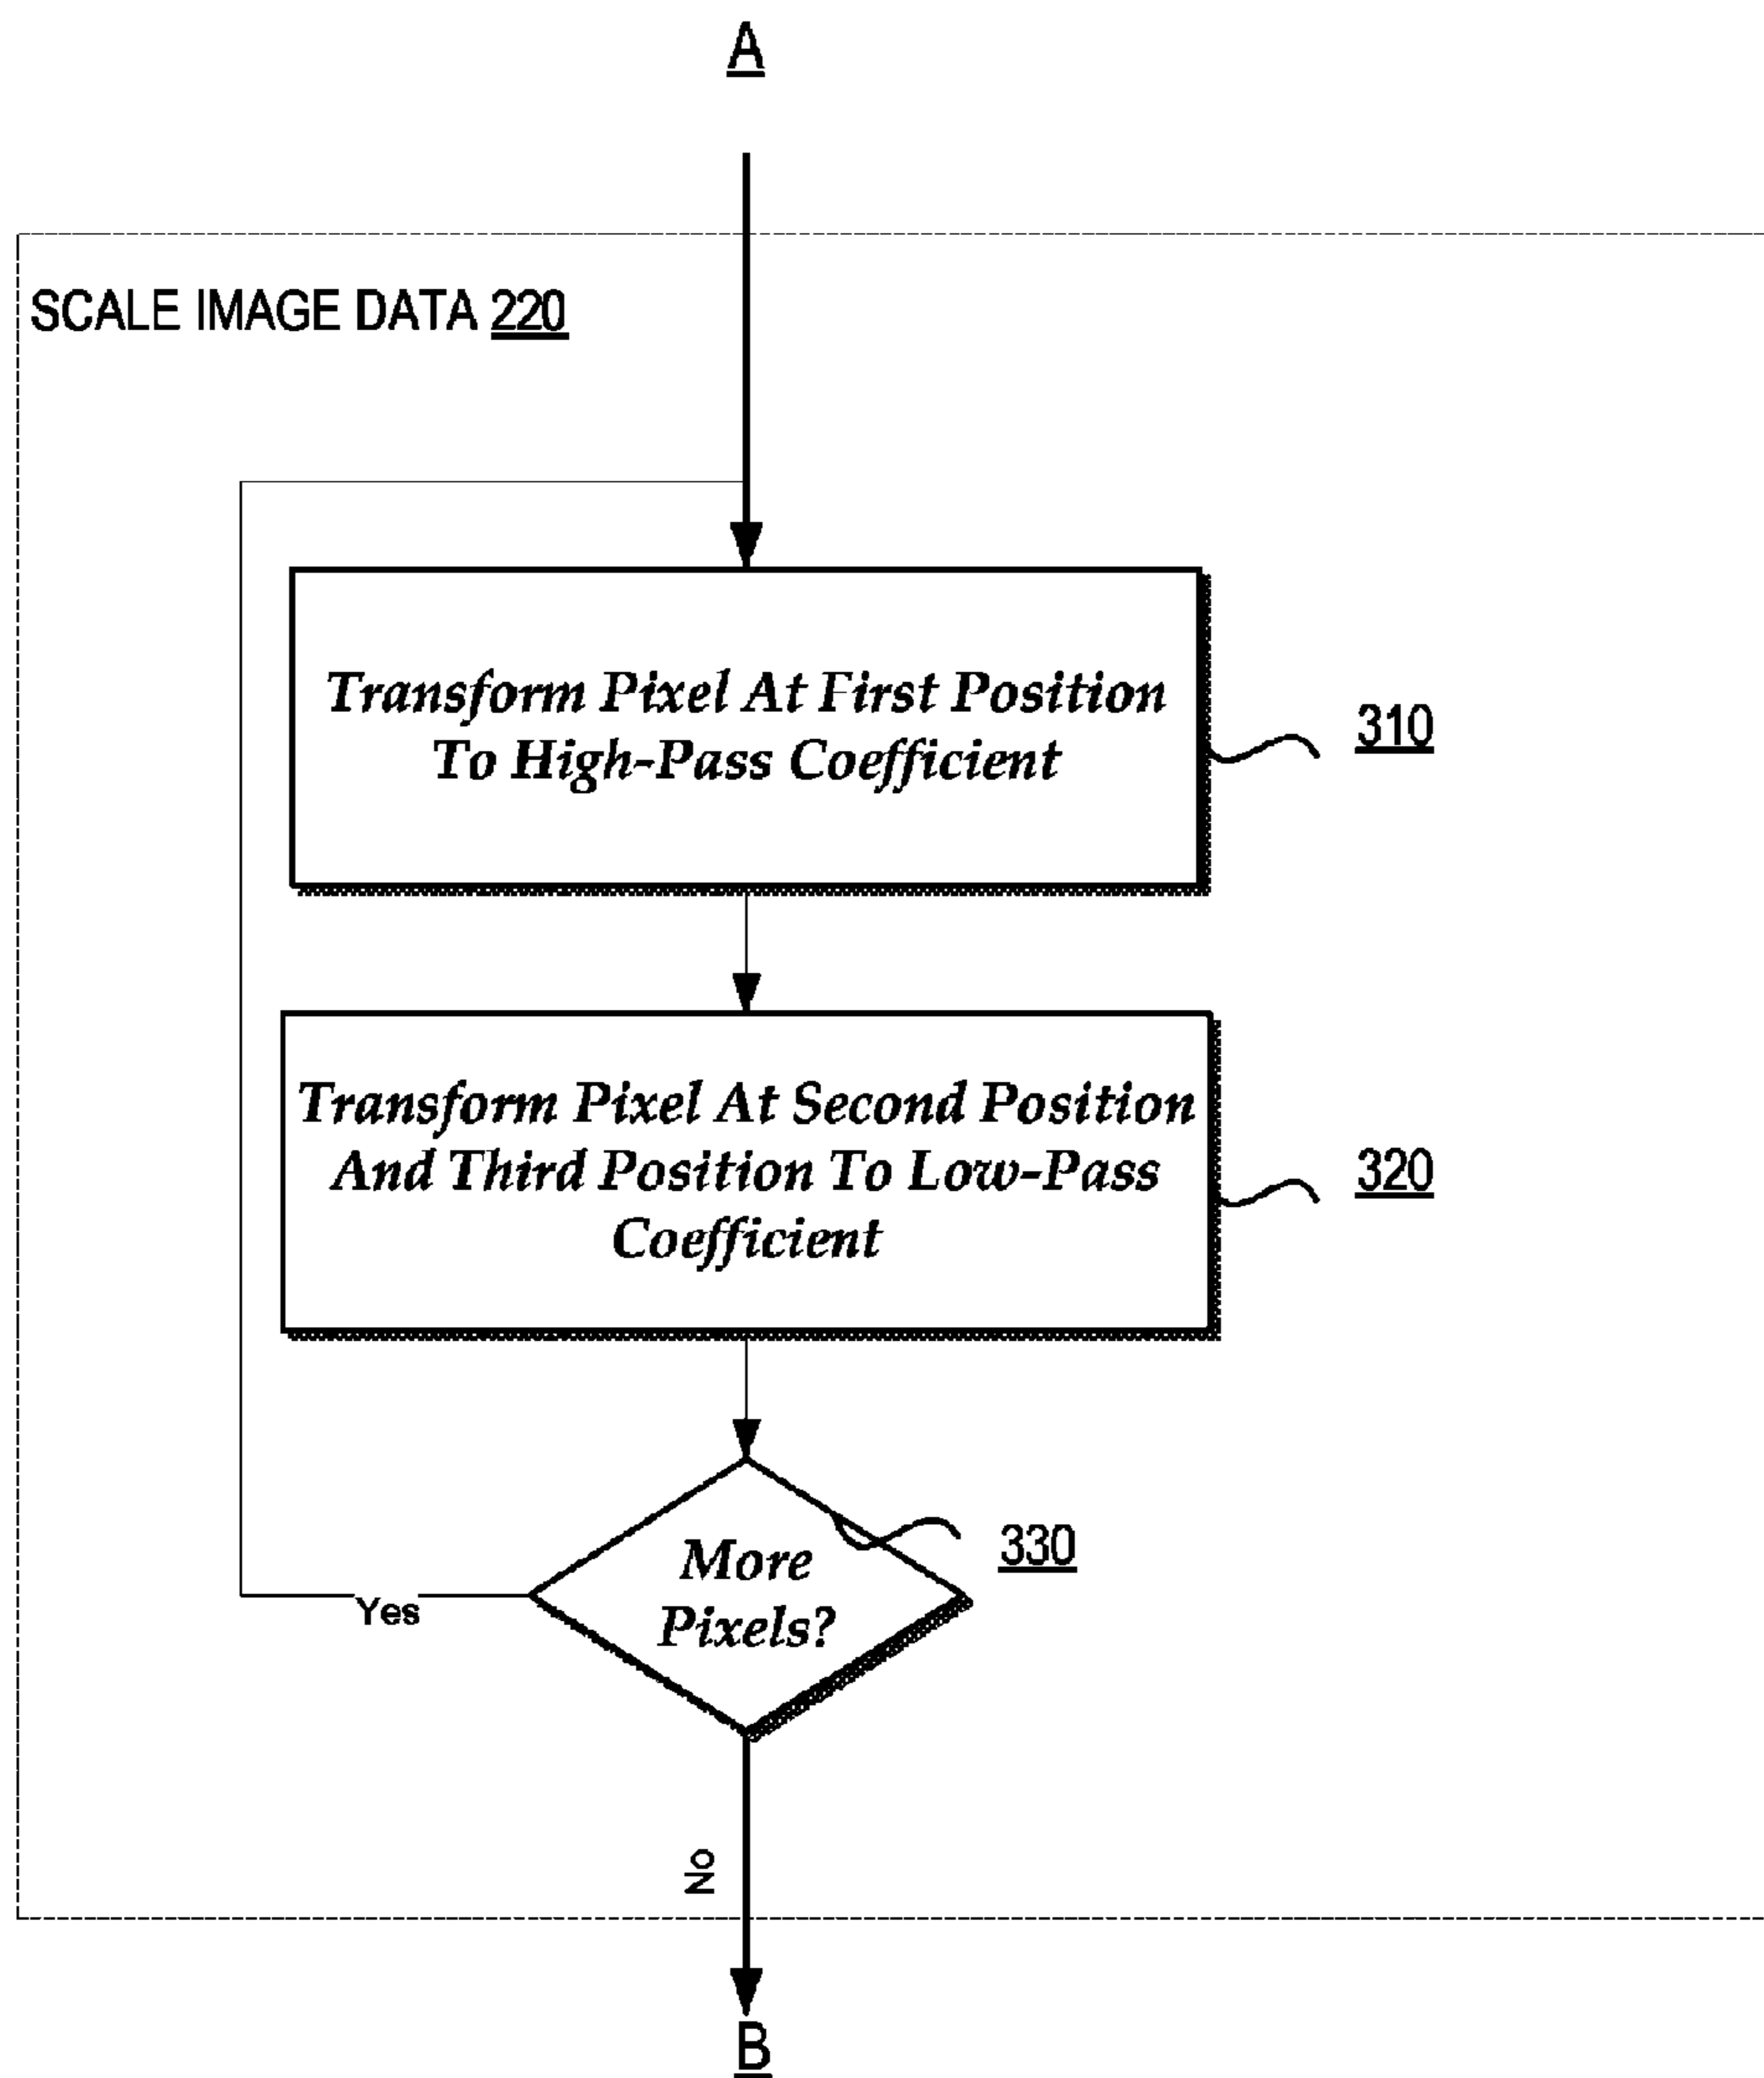 A
SCALE IMAGE DATA 220
Transform Pixel At First Position
To High-Pass Coefficient
310
Transform Pixel At Second Position
And Third Position To Low-Pass
Coefficient
320
More
Pixels?
330
Yes
No
B